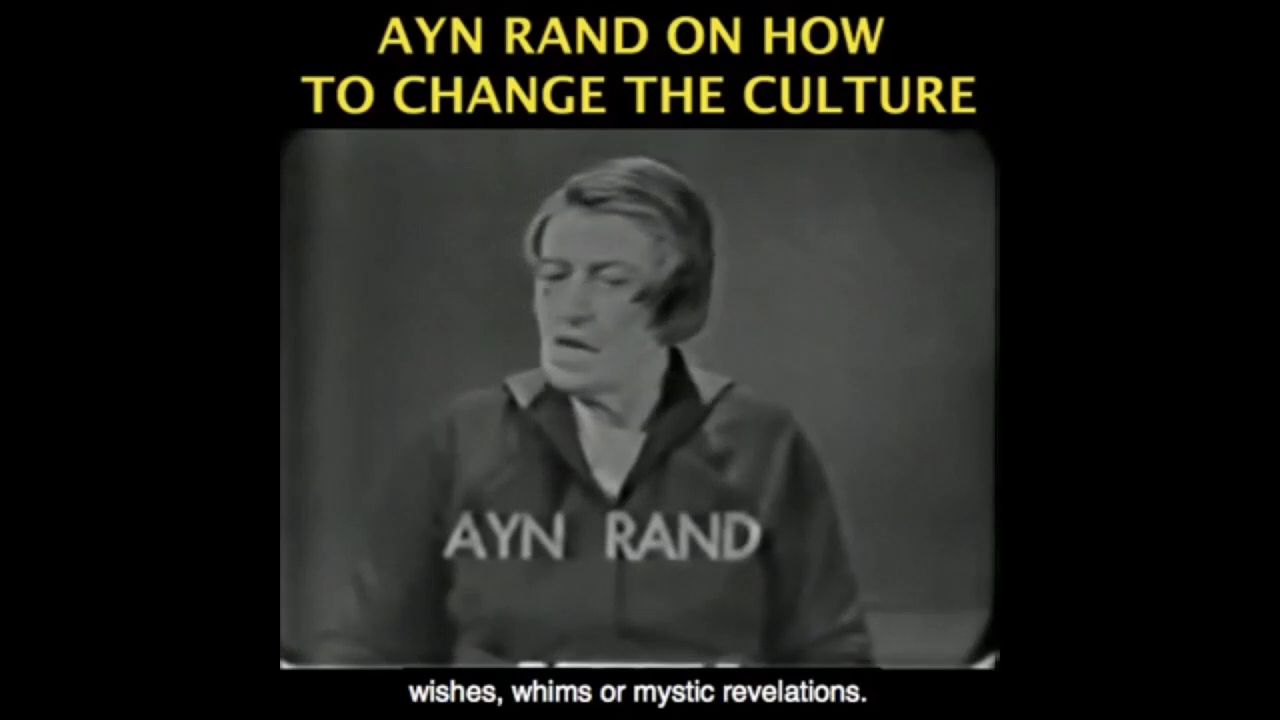 AYN RAND ON HOW
TO CHANGE THE CULTURE
AYN RAND
wishes, whims or mystic revelations.